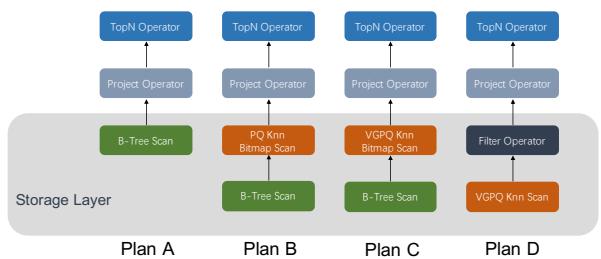 TopN Operator
TopN Operator
TopN Operator
TopN Operator
Project Operator
Project Operator
Project Operator
Project Operator
B-Tree Scan
PQ Knn
Bitmap Scan
VGPQ Knn
Bitmap Scan
Filter Operator
Storage Layer
B-Tree Scan
B-Tree Scan
VGPQ Knn Scan
Plan A
Plan B
Plan C
Plan D